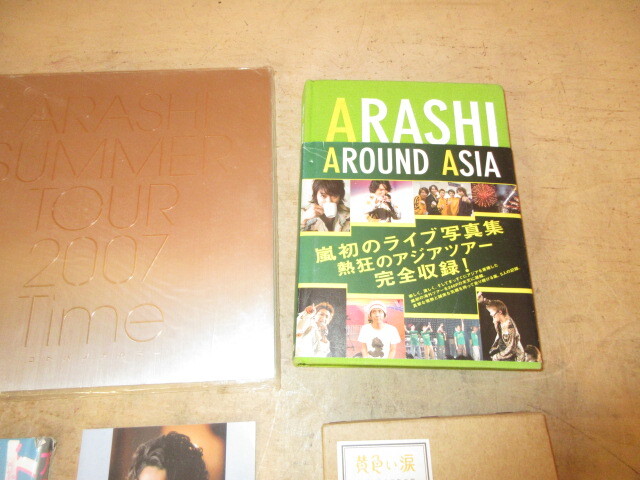 ARASHI
SUMMER
TOUR
2007
Time
ARASHI
AROUND ASIA
嵐初のライブ写真集
熱狂のアジアツアー
完全収録!
黄色い涙